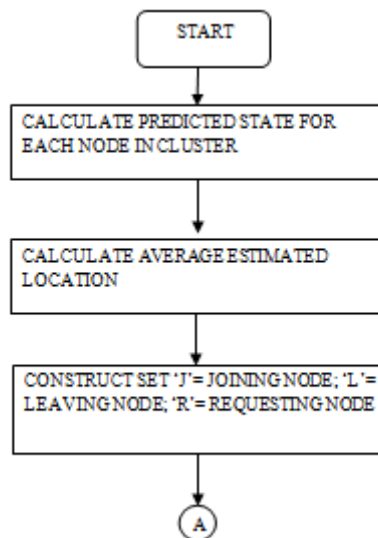 START
CALCULATE PREDICTED STATE FOR
EACH NODE IN CLUSTER
CALCULATE AVERAGE ESTIMATED
LOCATION
CONSTRUCT SET 'J'= JOINING NODE; 'L'=
LEAVING NODE; 'R'= REQUESTING NODE
A